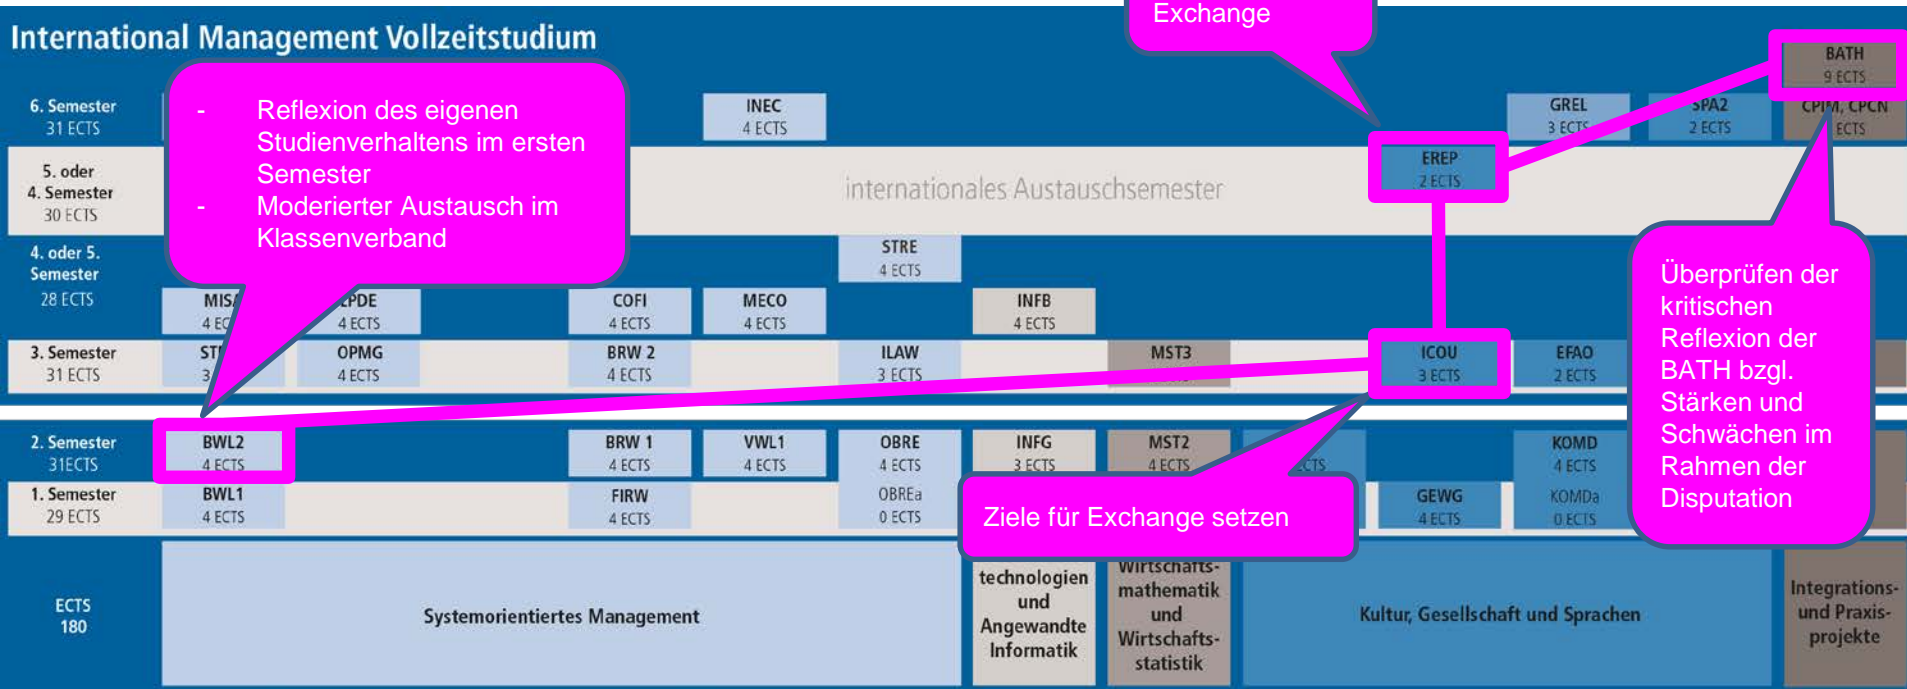 Exchange
International Management Vollzeitstudium
BATH
9 ECTS
6. Semester
31 ECTS
- Reflexion des eigenen
Studienverhaltens im ersten
Semester
- Moderierter Austausch im
Klassenverband
INEC
4 ECTS
GREL
3 ECTS
SPA2
2 ECTS
CPIM, CPCN
ECTS
5. oder
4. Semester
30 ECTS
internationales Austauschsemester
EREP
2 ECTS
4. oder 5.
Semester
28 ECTS
STRE
4 ECTS
4 ECTS
COFI
4 ECTS
MECO
4 ECTS
INFB
4 ECTS
Überprüfen der
kritischen
Reflexion der
BATH bzgl.
Stärken und
Schwächen im
Rahmen der
Disputation
3. Semester
31 ECTS
OPMG
4 ECTS
BRW 2
4 ECTS
ILAW
3 ECTS
MST3
ICOU
3 ECTS
EFAO
2 ECTS
2. Semester
31ECTS
BWL2
4 ECTS
BRW 1
4 ECTS
VWL1
4 ECTS
OBRE
4 ECTS
INFG
3 ECTS
MST2
4 ECTS
KOMD
4 ECTS
1. Semester
29 ECTS
BWL1
4 ECTS
FIRW
4 ECTS
OBREa
0 ECTS
Ziele für Exchange setzen
GEWG
4 ECTS
KOMDa
0 ECTS
ECTS
180
Systemorientiertes Management
technologien
und
Angewandte
Informatik
Wirtschafts-
mathematik
und
Wirtschafts-
statistik
Kultur, Gesellschaft und Sprachen
Integrations-
und Praxis-
projekte